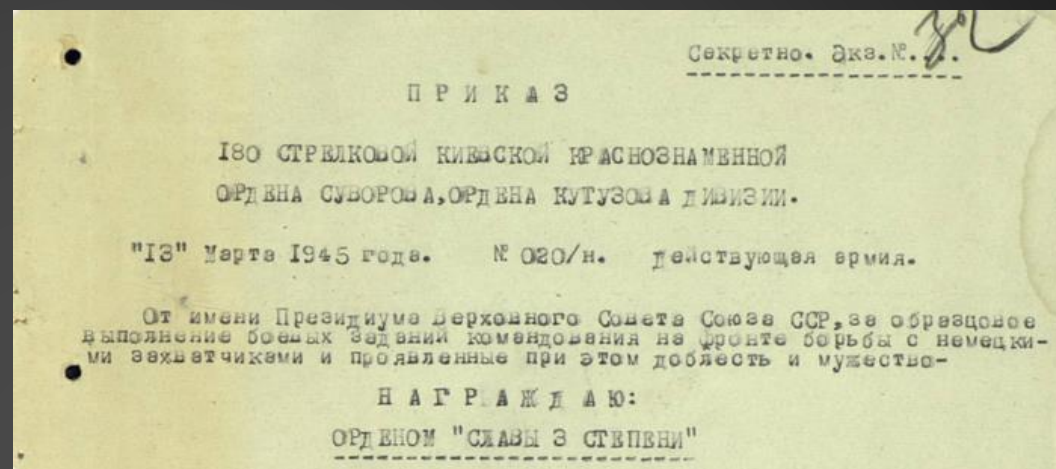 Секретно. Экз.№....
ПРИКАЗ
180 СТРЕЛКОВОЙ КИЕВСКОЙ КРАСНОЗНАМЕННОЙ
ОРДЕНА СУВОРОВА,ОРДЕНА КУТУЗОВА ДИВИЗИИ.
"13" Марта 1945 года. № 020/н. действующая армия.
От имени Президиума Верховного Совета Союза ССР,за образцовое
выполнение боевых заданий командования на фронте борьбы с немецки-
ми захватчиками и проявленные при этом доблесть и мужество-
НАГРАЖДАЮ:
ОРДЕНОМ "СЛАВЫ 3 СТЕПЕНИ"